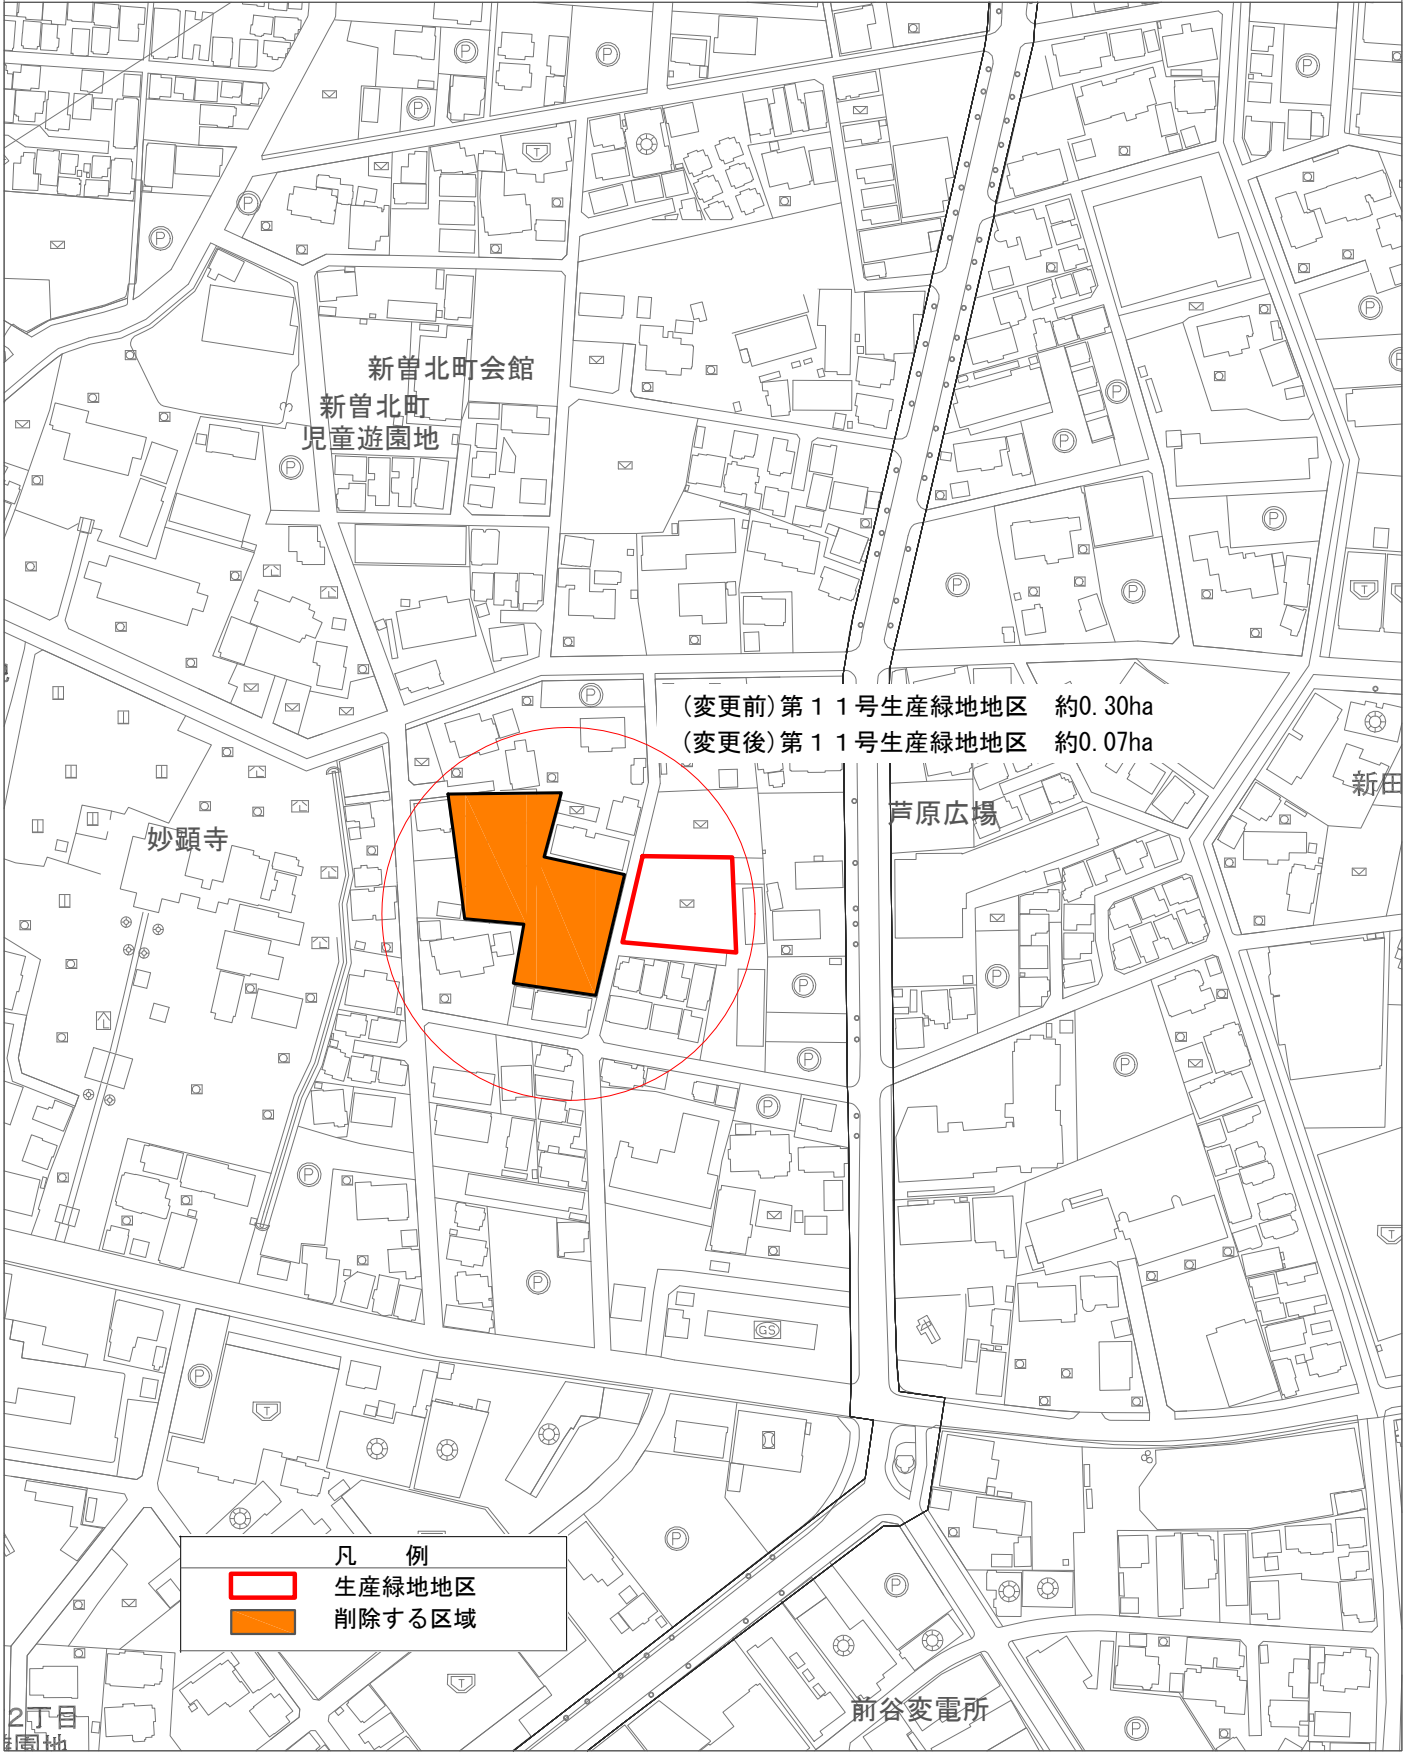 新曽北町会館
新曽北町
児童遊園地
(変更前)第11号生産緑地地区　約0.30ha
(変更後)第11号生産緑地地区　約0.07ha
新田
芦原広場
妙顕寺
GS
凡　例
生産緑地地区
削除する区域
前谷変電所
2丁目
園地